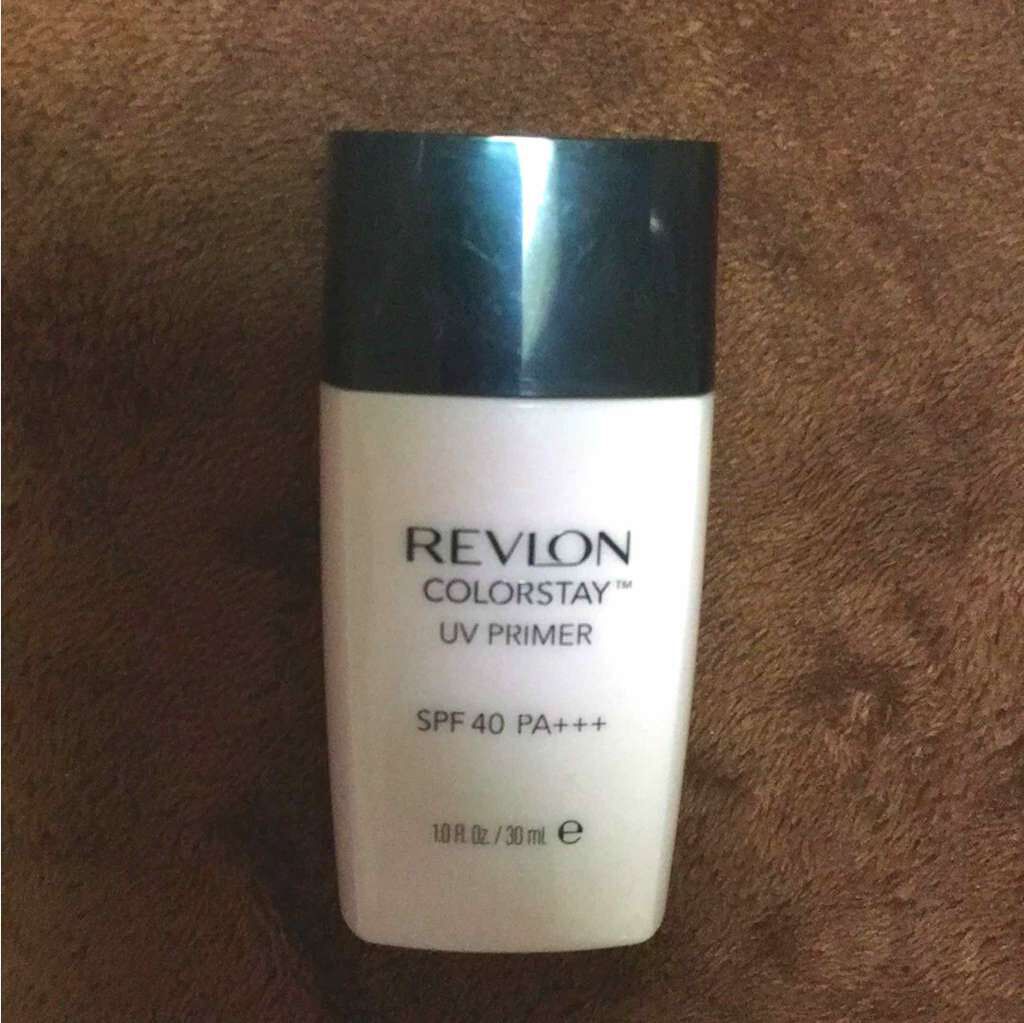 REVLON
COLORSTAY™
UV PRIMER
SPF 40 PA+++
1.0 Fl. Oz. / 30 ml ℮